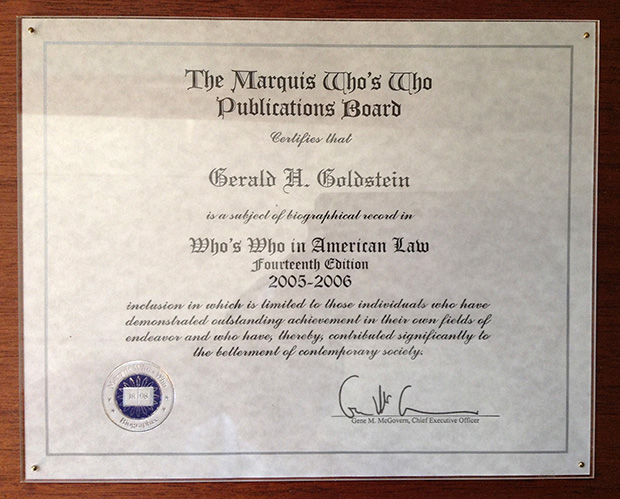 The Marquis Who's Who
Publications Board
Certifies that
Gerald H. Goldstein
is a subject of biographical record in
Who's Who in American Law
Fourteenth Edition
2005-2006
inclusion in which is limited to those individuals who have
demonstrated outstanding achievement in their own fields of
endeavor and who have, thereby, contributed significantly to
the betterment of contemporary society.
Gene M. McGovern, Chief Executive Officer